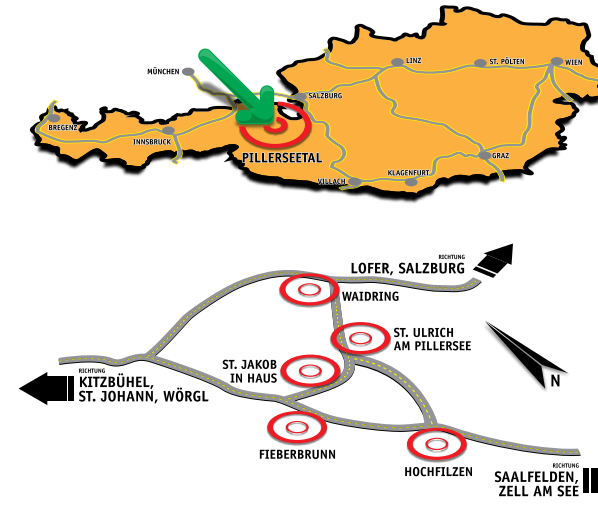 MÜNCHEN
LINZ
ST. PÖLTEN
WIEN
SALZBURG
BREGENZ
INNSBRUCK
PILLERSEETAL
GRAZ
VILLACH
KLAGENFURT
RICHTUNG
LOFER, SALZBURG
WAIDRING
ST. ULRICH
AM PILLERSEE
ST. JAKOB
IN HAUS
RICHTUNG
KITZBÜHEL,
ST. JOHANN, WÖRGL
N
FIEBERBRUNN
HOCHFILZEN
RICHTUNG
SAALFELDEN,
ZELL AM SEE